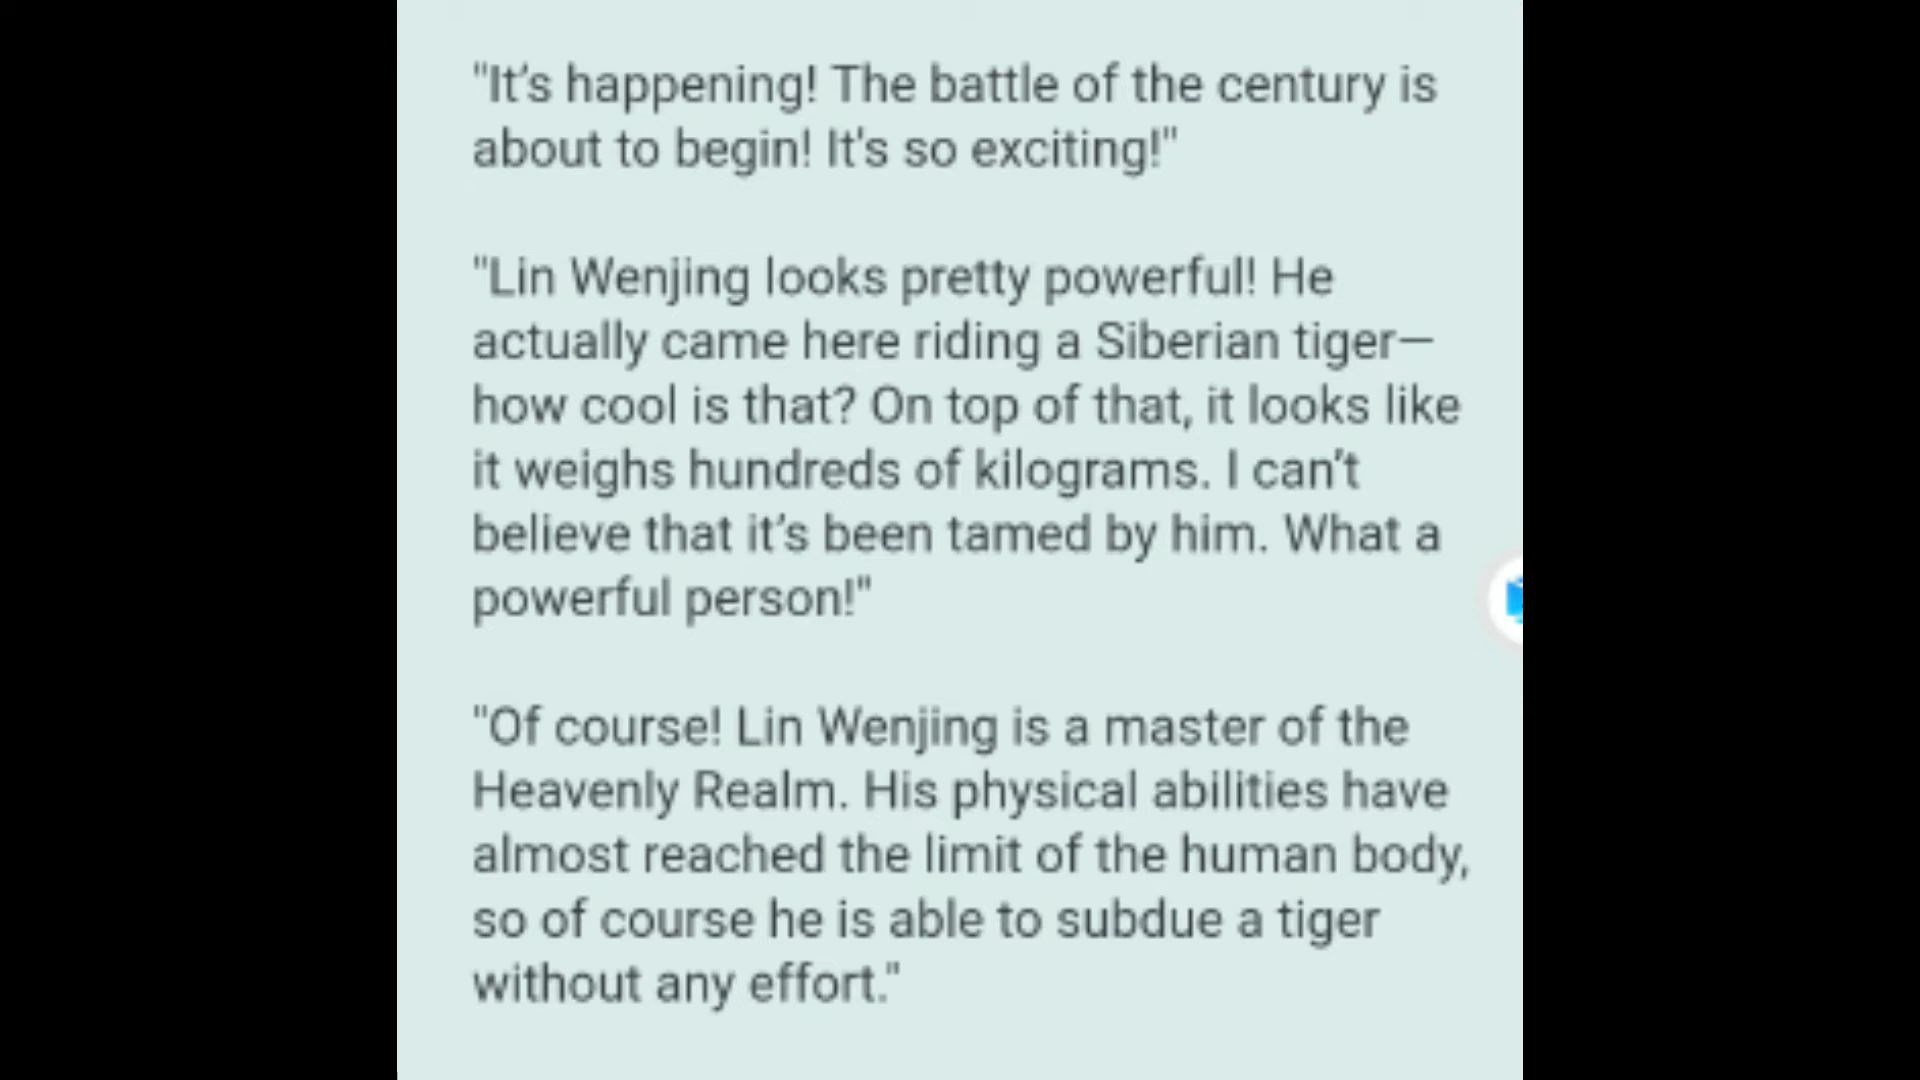 "It's happening! The battle of the century is
about to begin! It's so exciting!"
"Lin Wenjing looks pretty powerful! He
actually came here riding a Siberian tiger—
how cool is that? On top of that, it looks like
it weighs hundreds of kilograms. I can't
believe that it's been tamed by him. What a
powerful person!"
"Of course! Lin Wenjing is a master of the
Heavenly Realm. His physical abilities have
almost reached the limit of the human body,
so of course he is able to subdue a tiger
without any effort."